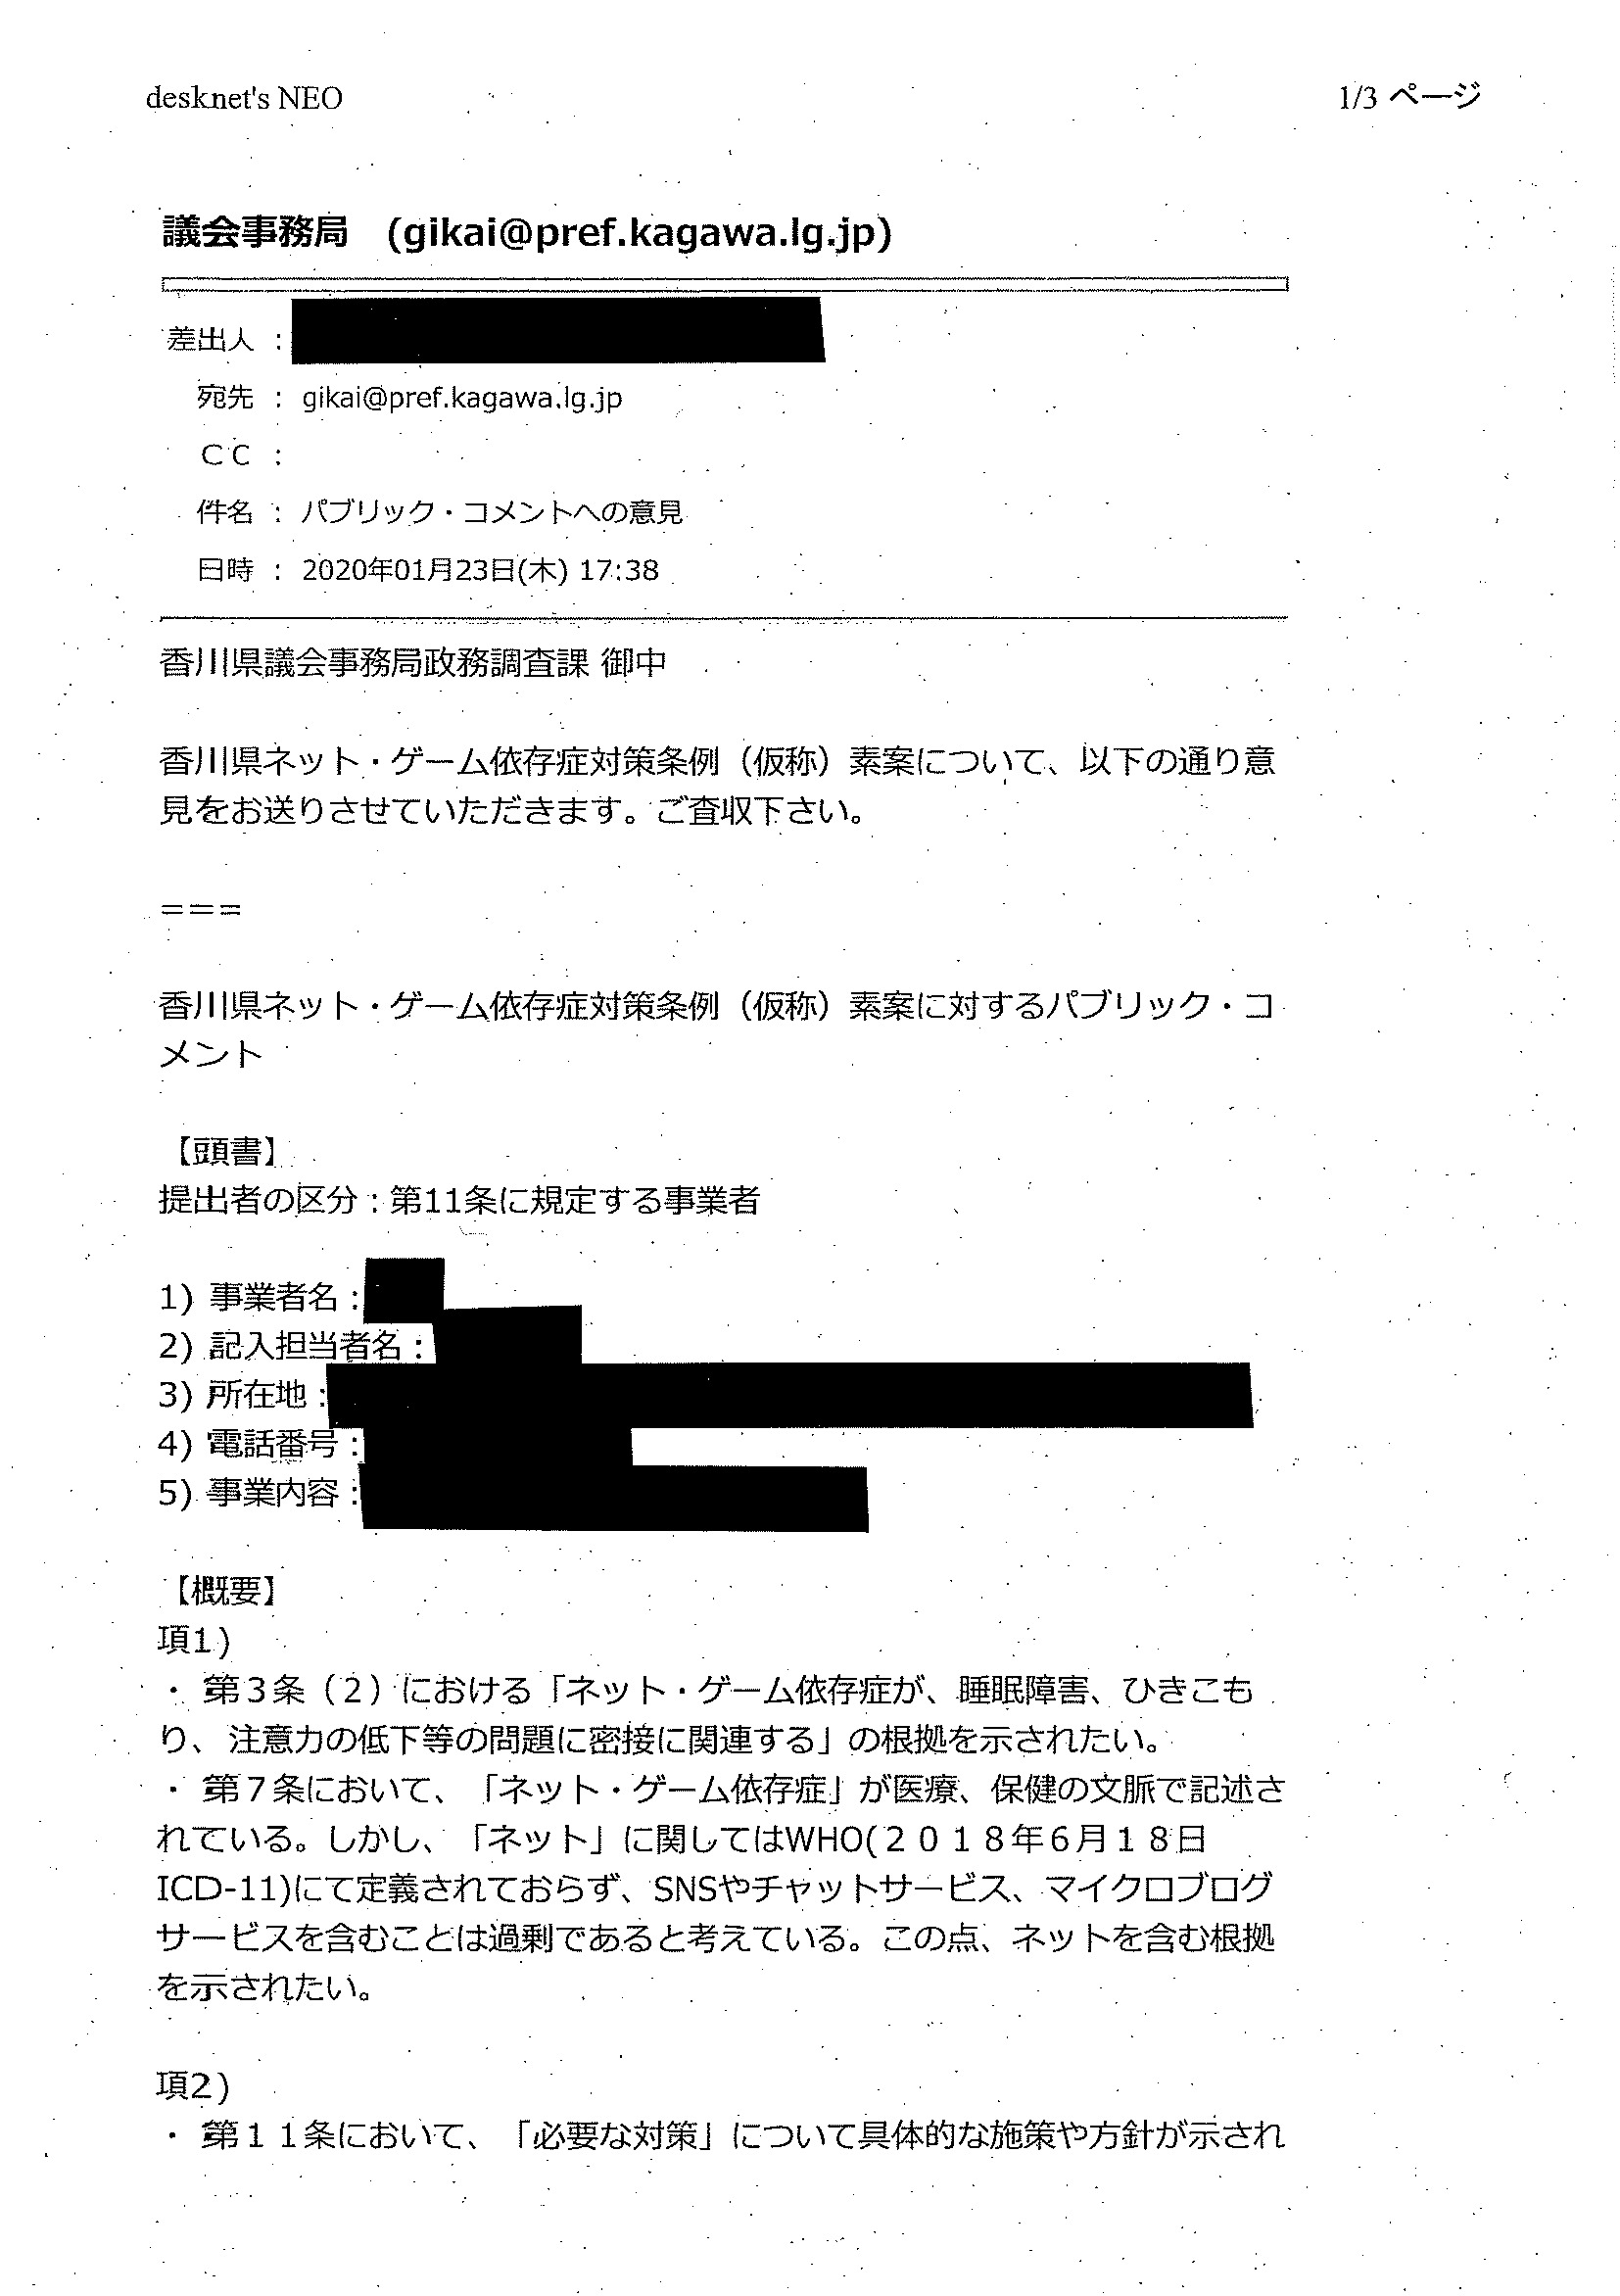 desknet's NEO
1/3 ページ
議会事務局 (gikai@pref.kagawa.lg.jp)
差出人 :
宛先 : gikai@pref.kagawa.lg.jp
CC :
件名 : パブリック・コメントへの意見
日時 : 2020年01月23日(木) 17:38
香川県議会事務局政務調査課 御中
香川県ネット・ゲーム依存症対策条例（仮称）素案について、以下の通り意
見をお送りさせていただきます。ご査収下さい。
===
香川県ネット・ゲーム依存症対策条例（仮称）素案に対するパブリック・コ
メント
【頭書】
提出者の区分：第11条に規定する事業者
1) 事業者名：
2) 記入担当者名：
3) 所在地：
4) 電話番号：
5) 事業内容：
【概要】
項1)
・ 第３条（２）における「ネット・ゲーム依存症が、睡眠障害、ひきこも
り、注意力の低下等の問題に密接に関連する」の根拠を示されたい。
・ 第７条において、「ネット・ゲーム依存症」が医療、保健の文脈で記述さ
れている。しかし、「ネット」に関してはWHO(２０１８年６月１８日
ICD-11)にて定義されておらず、SNSやチャットサービス、マイクロブログ
サービスを含むことは過剰であると考えている。この点、ネットを含む根拠
を示されたい。
項2)
・ 第１１条において、「必要な対策」について具体的な施策や方針が示され